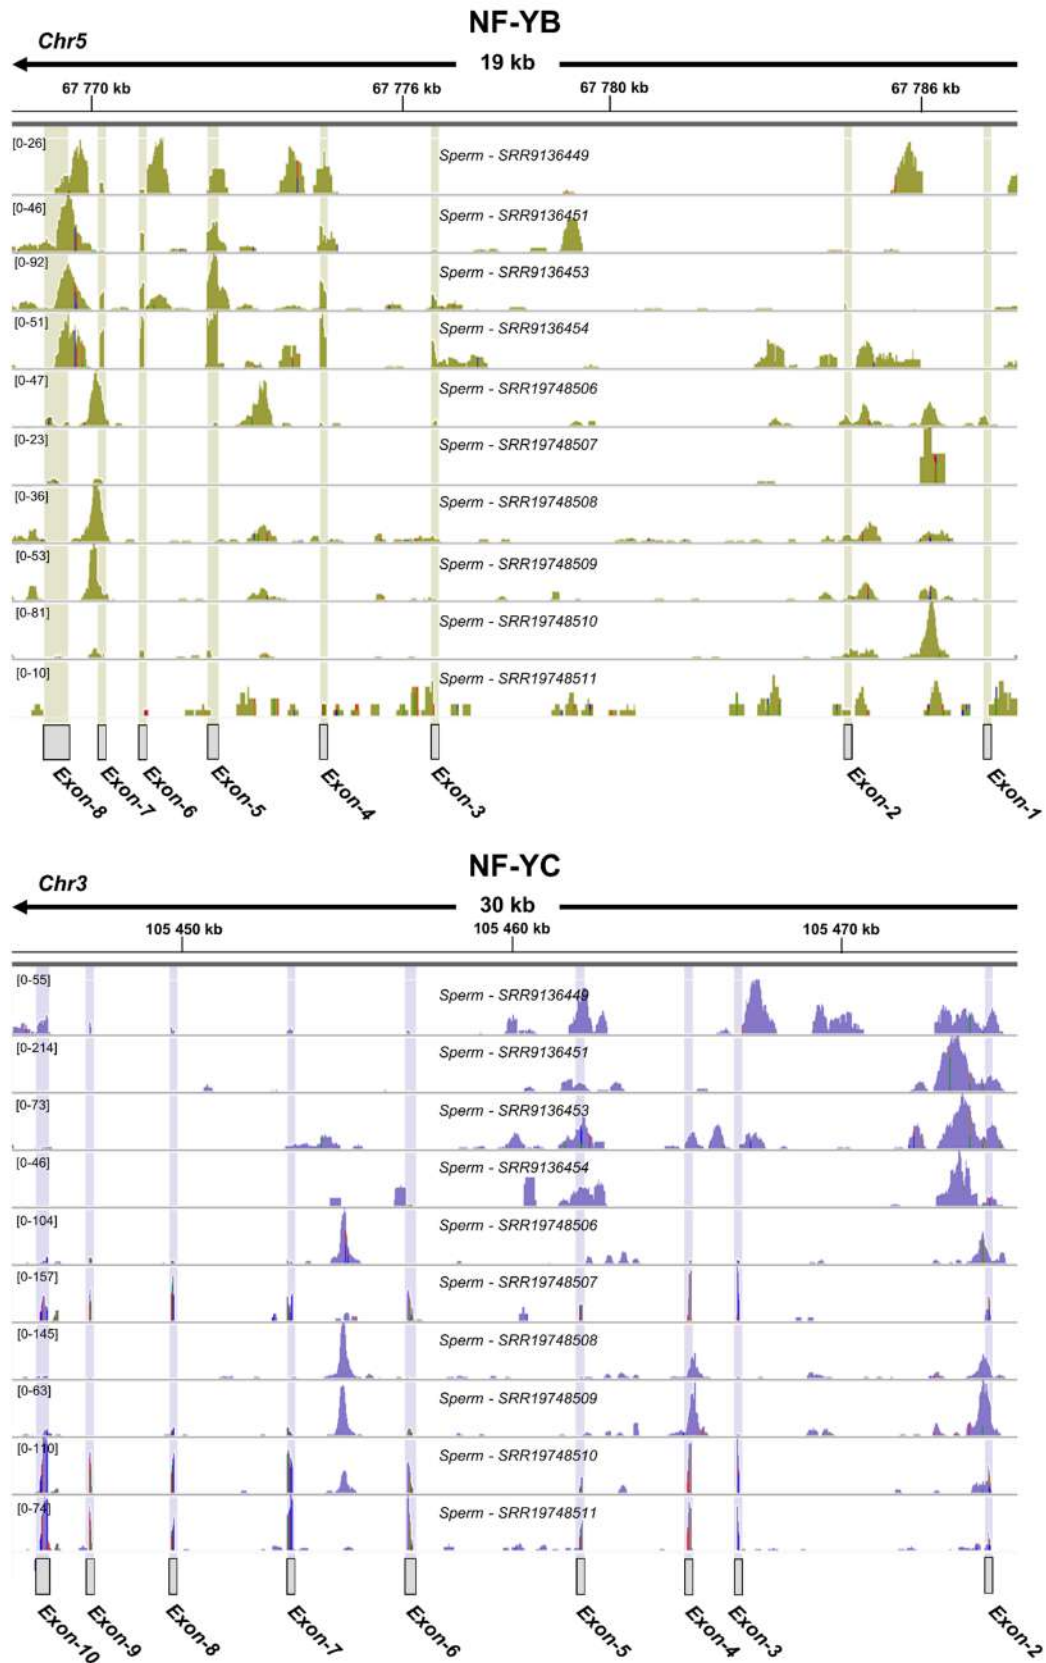 NF-YB
Chr5
19 kb
67 770 kb 67 776 kb 67 780 kb 67 786 kb
[0-26] Sperm - SRR9136449
[0-46] Sperm - SRR9136451
[0-92] Sperm - SRR9136453
[0-51] Sperm - SRR9136454
[0-47] Sperm - SRR19748506
[0-23] Sperm - SRR19748507
[0-36] Sperm - SRR19748508
[0-53] Sperm - SRR19748509
[0-81] Sperm - SRR19748510
[0-10] Sperm - SRR19748511
Exon-8 Exon-7 Exon-6 Exon-5 Exon-4 Exon-3 Exon-2 Exon-1
NF-YC
Chr3
30 kb
105 450 kb 105 460 kb 105 470 kb
[0-55] Sperm - SRR9136449
[0-214] Sperm - SRR9136451
[0-73] Sperm - SRR9136453
[0-46] Sperm - SRR9136454
[0-104] Sperm - SRR19748506
[0-157] Sperm - SRR19748507
[0-145] Sperm - SRR19748508
[0-63] Sperm - SRR19748509
[0-110] Sperm - SRR19748510
[0-74] Sperm - SRR19748511
Exon-10 Exon-9 Exon-8 Exon-7 Exon-6 Exon-5 Exon-4 Exon-3 Exon-2